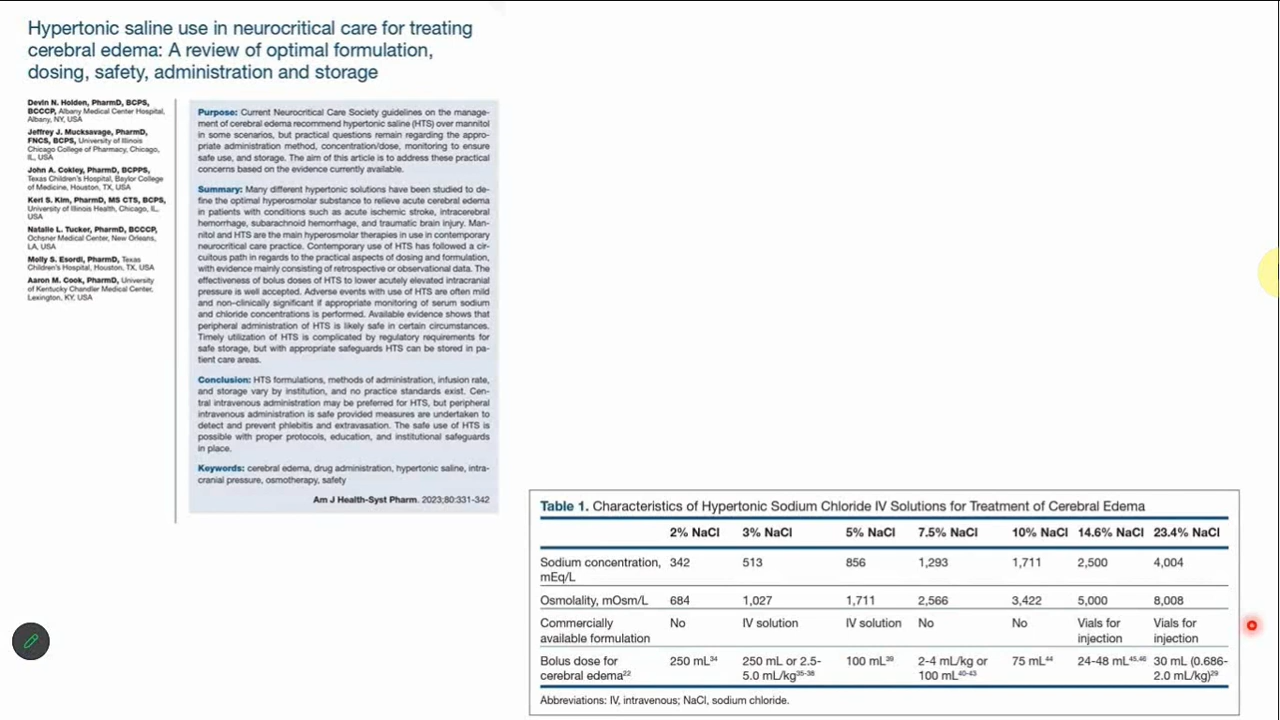 Hypertonic saline use in neurocritical care for treating
cerebral edema: A review of optimal formulation,
dosing, safety, administration and storage
Devin N. Holden, PharmD, BCPS,
BCCCP, Albany Medical Center Hospital,
Albany, NY, USA
Jeffrey J. Mucksavage, PharmD,
FNCS, BCPS, University of Illinois
Chicago College of Pharmacy, Chicago,
IL, USA
John A. Cokley, PharmD, BCPPS,
Texas Children's Hospital, Baylor College
of Medicine, Houston, TX, USA
Keri S. Kim, PharmD, MS CTS, BCPS,
University of Illinois Health, Chicago, IL,
USA
Natalie L. Tucker, PharmD, BCCCP,
Ochsner Medical Center, New Orleans,
LA, USA
Molly S. Esordi, PharmD, Texas
Children's Hospital, Houston, TX, USA
Aaron M. Cook, PharmD, University
of Kentucky Chandler Medical Center,
Lexington, KY, USA
Purpose: Current Neurocritical Care Society guidelines on the manage-
ment of cerebral edema recommend hypertonic saline (HTS) over mannitol
in some scenarios, but practical questions remain regarding the appro-
priate administration method, concentration/dose, monitoring to ensure
safe use, and storage. The aim of this article is to address these practical
concerns based on the evidence currently available.
Summary: Many different hypertonic solutions have been studied to de-
fine the optimal hyperosmolar substance to relieve acute cerebral edema
in patients with conditions such as acute ischemic stroke, intracerebral
hemorrhage, subarachnoid hemorrhage, and traumatic brain injury. Man-
nitol and HTS are the main hyperosmolar therapies in use in contemporary
neurocritical care practice. Contemporary use of HTS has followed a cir-
cuitous path in regards to the practical aspects of dosing and formulation,
with evidence mainly consisting of retrospective or observational data. The
effectiveness of bolus doses of HTS to lower acutely elevated intracranial
pressure is well accepted. Adverse events with use of HTS are often mild
and non–clinically significant if appropriate monitoring of serum sodium
and chloride concentrations is performed. Available evidence shows that
peripheral administration of HTS is likely safe in certain circumstances.
Timely utilization of HTS is complicated by regulatory requirements for
safe storage, but with appropriate safeguards HTS can be stored in pa-
tient care areas.
Conclusion: HTS formulations, methods of administration, infusion rate,
and storage vary by institution, and no practice standards exist. Cen-
tral intravenous administration may be preferred for HTS, but peripheral
intravenous administration is safe provided measures are undertaken to
detect and prevent phlebitis and extravasation. The safe use of HTS is
possible with proper protocols, education, and institutional safeguards
in place.
Keywords: cerebral edema, drug administration, hypertonic saline, intra-
cranial pressure, osmotherapy, safety
Am J Health-Syst Pharm. 2023;80:331-342
Table 1. Characteristics of Hypertonic Sodium Chloride IV Solutions for Treatment of Cerebral Edema
2% NaCl 3% NaCl 5% NaCl 7.5% NaCl 10% NaCl 14.6% NaCl 23.4% NaCl
Sodium concentration, 342 513 856 1,293 1,711 2,500 4,004
mEq/L
Osmolality, mOsm/L 684 1,027 1,711 2,566 3,422 5,000 8,008
Commercially No IV solution IV solution No No Vials for Vials for
available formulation injection injection
Bolus dose for 250 mL34 250 mL or 2.5- 100 mL39 2-4 mL/kg or 75 mL44 24-48 mL45,46 30 mL (0.686-
cerebral edema22 5.0 mL/kg35-38 100 mL40-43 2.0 mL/kg)29
Abbreviations: IV, intravenous; NaCl, sodium chloride.